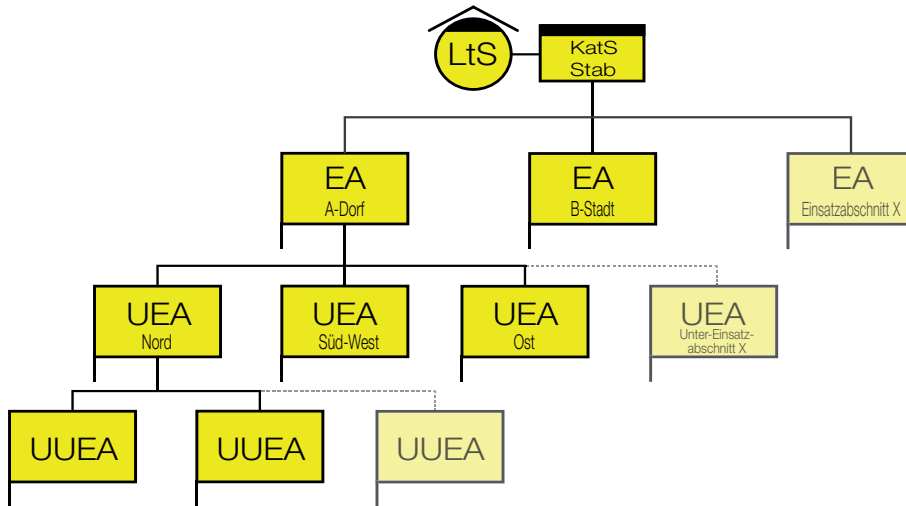 LtS
KatS
Stab
EA
A-Dorf
EA
B-Stadt
EA
Einsatzabschnitt X
UEA
Nord
UEA
Süd-West
UEA
Ost
UEA
Unter-Einsatz-
abschnitt X
UUEA
UUEA
UUEA